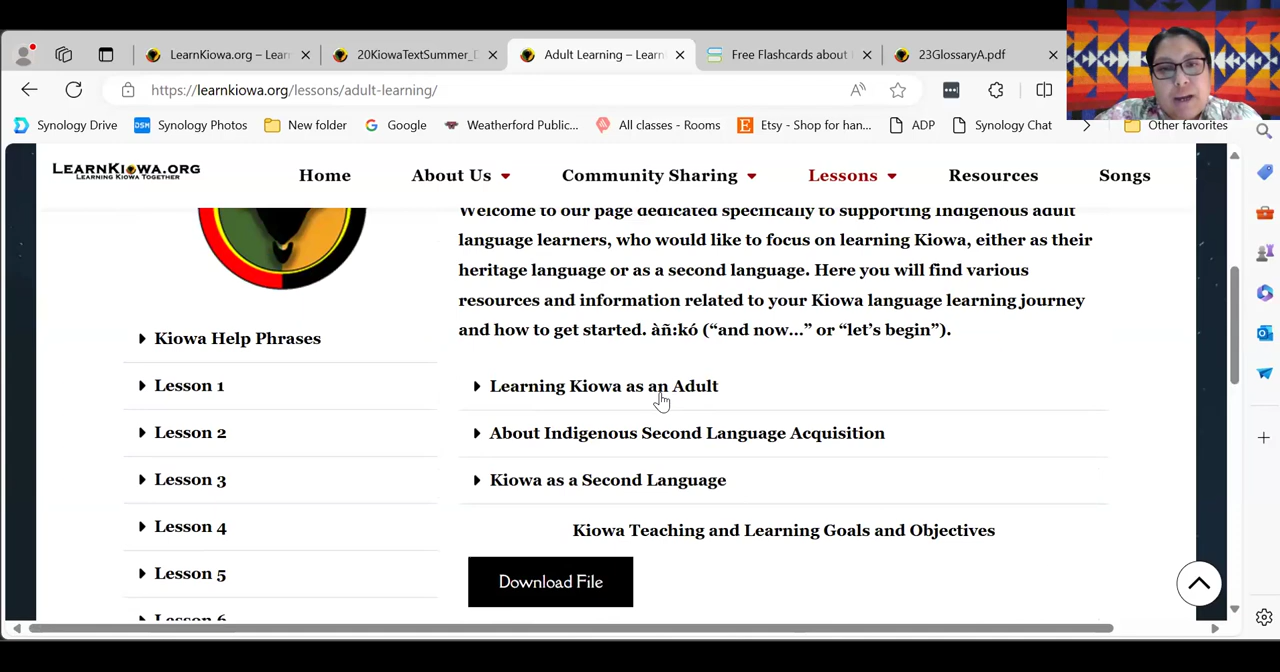 LearnKiowa.org – Lear
20KiowaTextSummer_
Adult Learning – Learn
Free Flashcards about
23GlossaryA.pdf
https://learnkiowa.org/lessons/adult-learning/
Synology Drive
DSM Synology Photos
New folder
Google
Weatherford Public...
All classes - Rooms
E Etsy - Shop for han...
ADP
Synology Chat
Other favorites
LEARNKIOWA.ORG
LEARNING KIOWA TOGETHER
Home
About Us
Community Sharing
Lessons
Resources
Songs
Welcome to our page dedicated specifically to supporting Indigenous adult
language learners, who would like to focus on learning Kiowa, either as their
heritage language or as a second language. Here you will find various
resources and information related to your Kiowa language learning journey
and how to get started. àñ:kó (“and now...” or “let’s begin”).
Kiowa Help Phrases
Lesson 1
Lesson 2
Lesson 3
Lesson 4
Lesson 5
Lesson 6
Learning Kiowa as an Adult
About Indigenous Second Language Acquisition
Kiowa as a Second Language
Kiowa Teaching and Learning Goals and Objectives
Download File